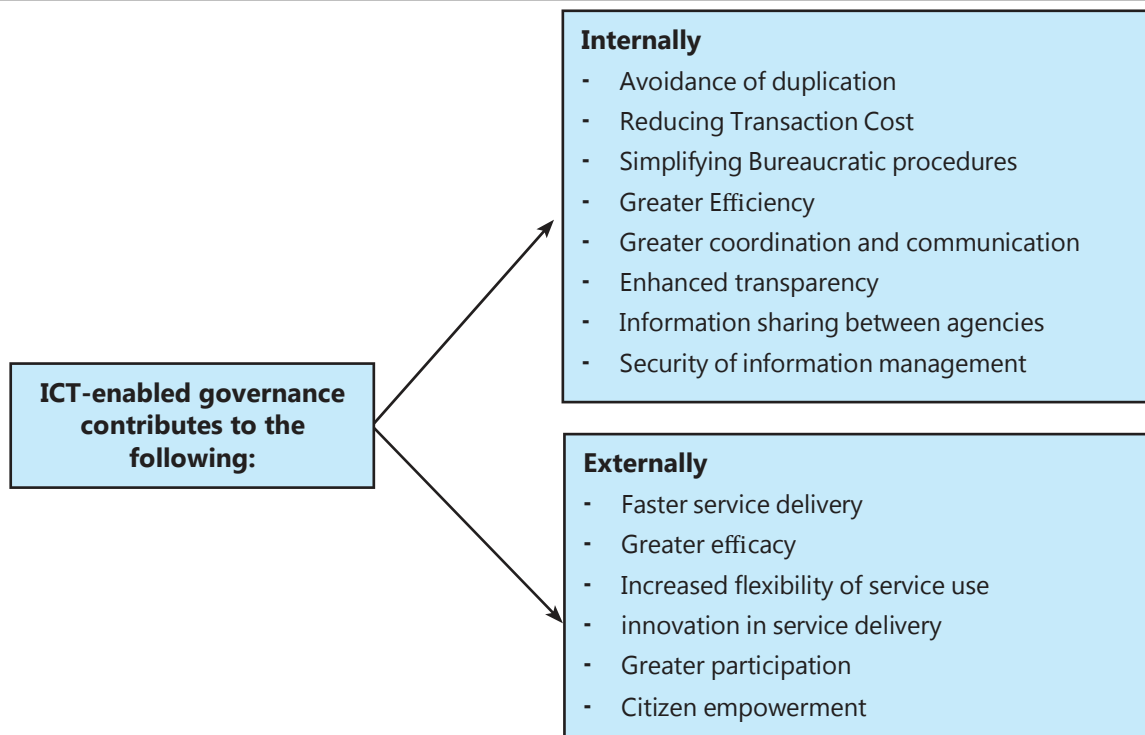 Internally
- Avoidance of duplication
- Reducing Transaction Cost
- Simplifying Bureaucratic procedures
- Greater Efficiency
- Greater coordination and communication
- Enhanced transparency
- Information sharing between agencies
- Security of information management
ICT-enabled governance
contributes to the
following:
Externally
- Faster service delivery
- Greater efficacy
- Increased flexibility of service use
- innovation in service delivery
- Greater participation
- Citizen empowerment